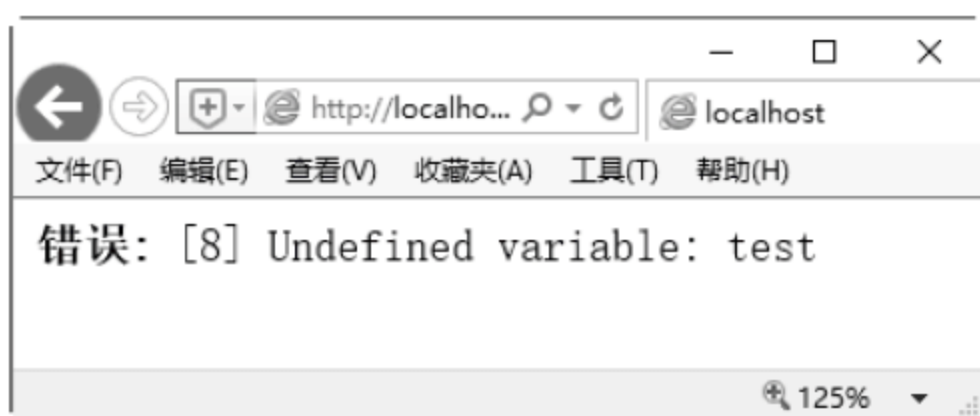 http://localho...
localhost
文件(F) 编辑(E) 查看(V) 收藏夹(A) 工具(T) 帮助(H)
错误: [8] Undefined variable: test
125%